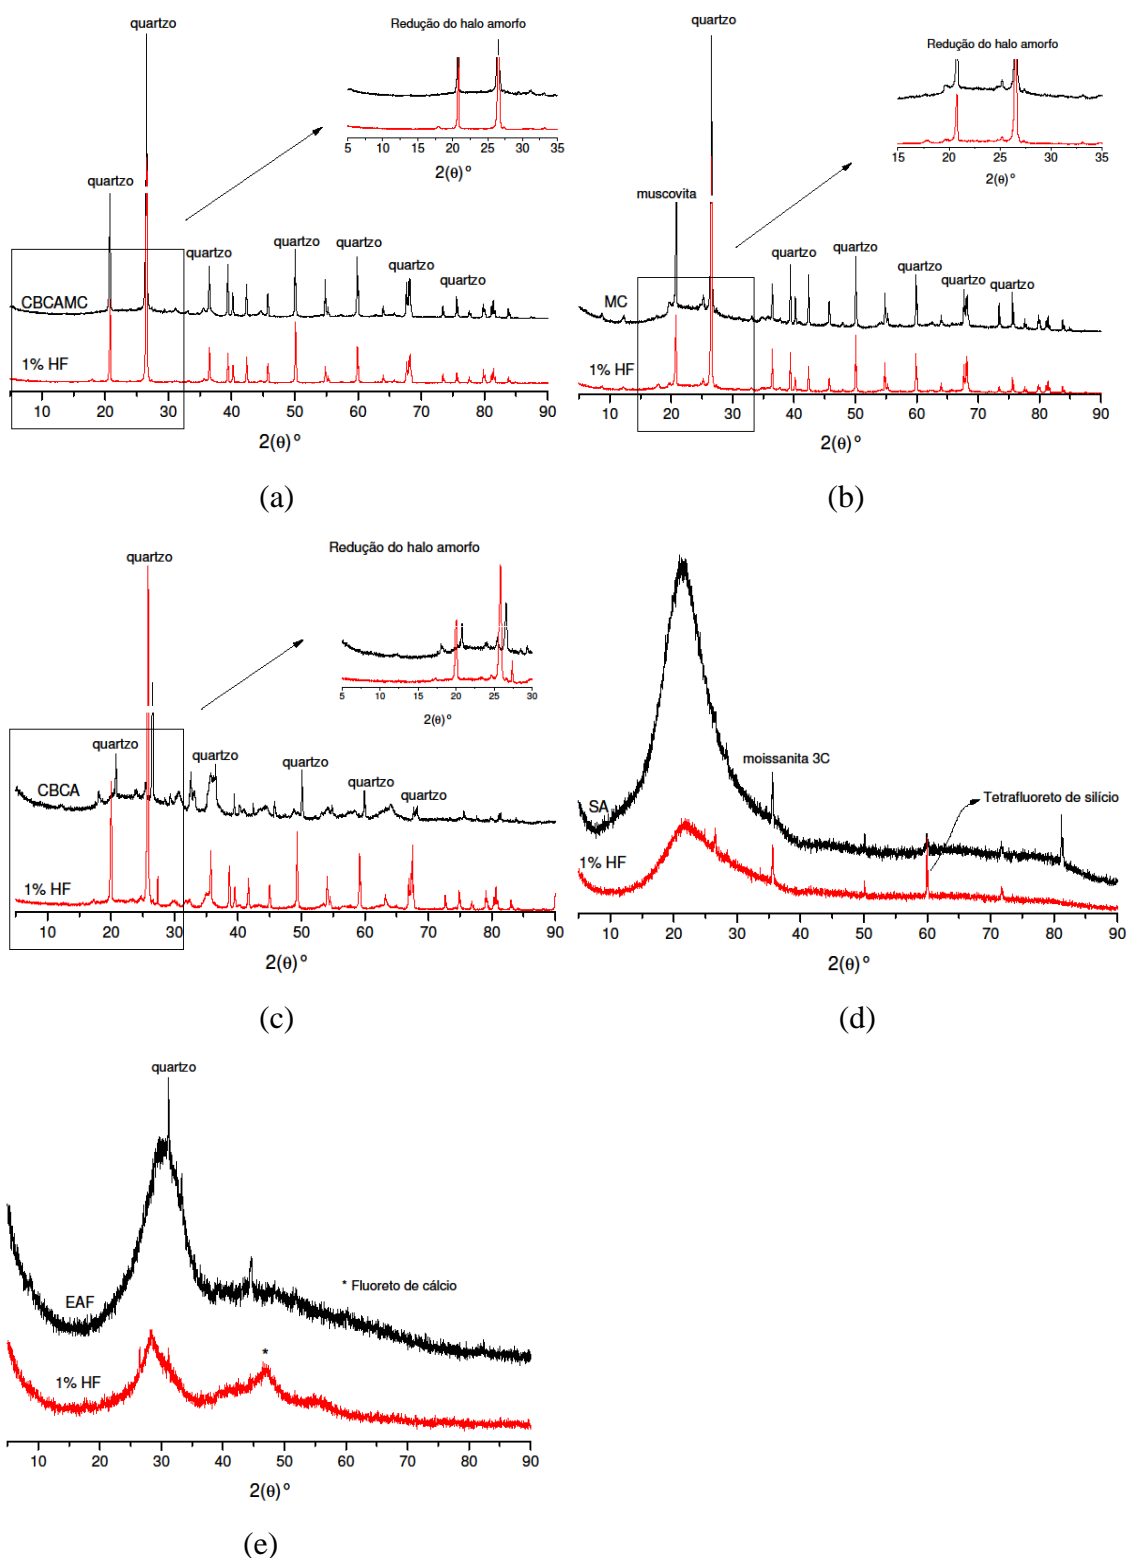 quartzo
Redução do halo amorfo
5 10 15 20 25 30 35
2(θ)°
quartzo
quartzo
quartzo
quartzo
quartzo
quartzo
CBCAMC
1% HF
10 20 30 40 50 60 70 80 90
2(θ)°
(a)
quartzo
Redução do halo amorfo
15 20 25 30 35
2(θ)°
muscovita
quartzo
quartzo
quartzo
quartzo
quartzo
MC
1% HF
10 20 30 40 50 60 70 80 90
2(θ)°
(b)
quartzo
Redução do halo amorfo
5 10 15 20 25 30
2(θ)°
quartzo
quartzo
quartzo
quartzo
quartzo
CBCA
1% HF
10 20 30 40 50 60 70 80 90
2(θ)°
(c)
moissanita 3C
Tetrafluoreto de silício
SA
1% HF
10 20 30 40 50 60 70 80 90
2(θ)°
(d)
quartzo
* Fluoreto de cálcio
EAF
*
1% HF
10 20 30 40 50 60 70 80 90
2(θ)°
(e)